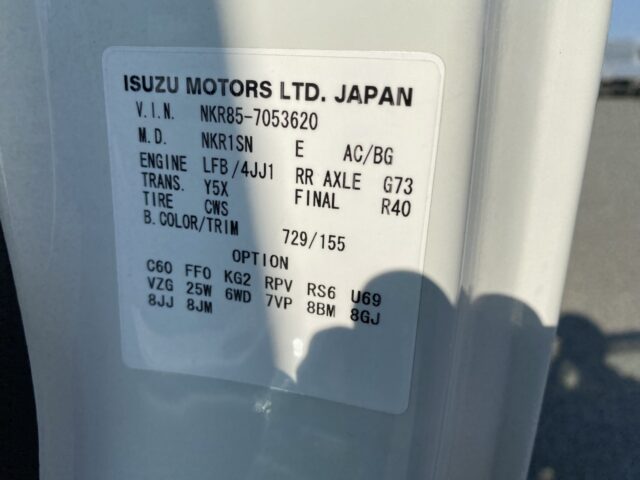 ISUZU MOTORS LTD. JAPAN
V.I.N. NKR85-7053620
M.D. NKR1SN E AC/BG
ENGINE LFB/4JJ1 RR AXLE G73
TRANS. Y5X FINAL R40
TIRE CWS
B.COLOR/TRIM 729/155
OPTION
C60 FF0 KG2 RPV RS6 U69
VZG 25W 6WD 7VP 8BM 8GJ
8JJ 8JM